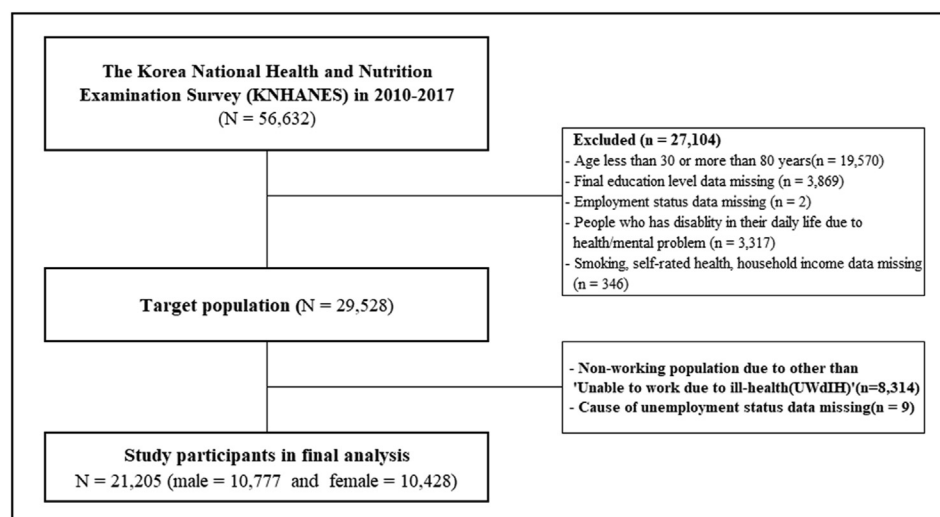 The Korea National Health and Nutrition
Examination Survey (KNHANES) in 2010-2017
(N = 56,632)
Excluded (n = 27,104)
- Age less than 30 or more than 80 years(n = 19,570)
- Final education level data missing (n = 3,869)
- Employment status data missing (n = 2)
- People who has disablity in their daily life due to
health/mental problem (n = 3,317)
- Smoking, self-rated health, household income data missing
(n = 346)
Target population (N = 29,528)
- Non-working population due to other than
'Unable to work due to ill-health(UWdIH)'(n=8,314)
- Cause of unemployment status data missing(n = 9)
Study participants in final analysis
N = 21,205 (male = 10,777 and female = 10,428)